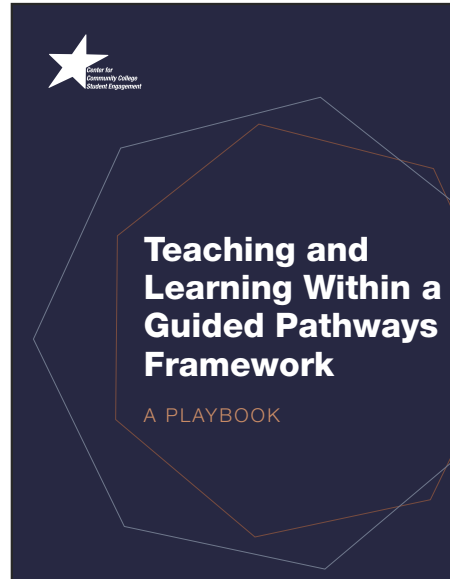 Center for
Community College
Student Engagement
Teaching and
Learning Within a
Guided Pathways
Framework
A PLAYBOOK